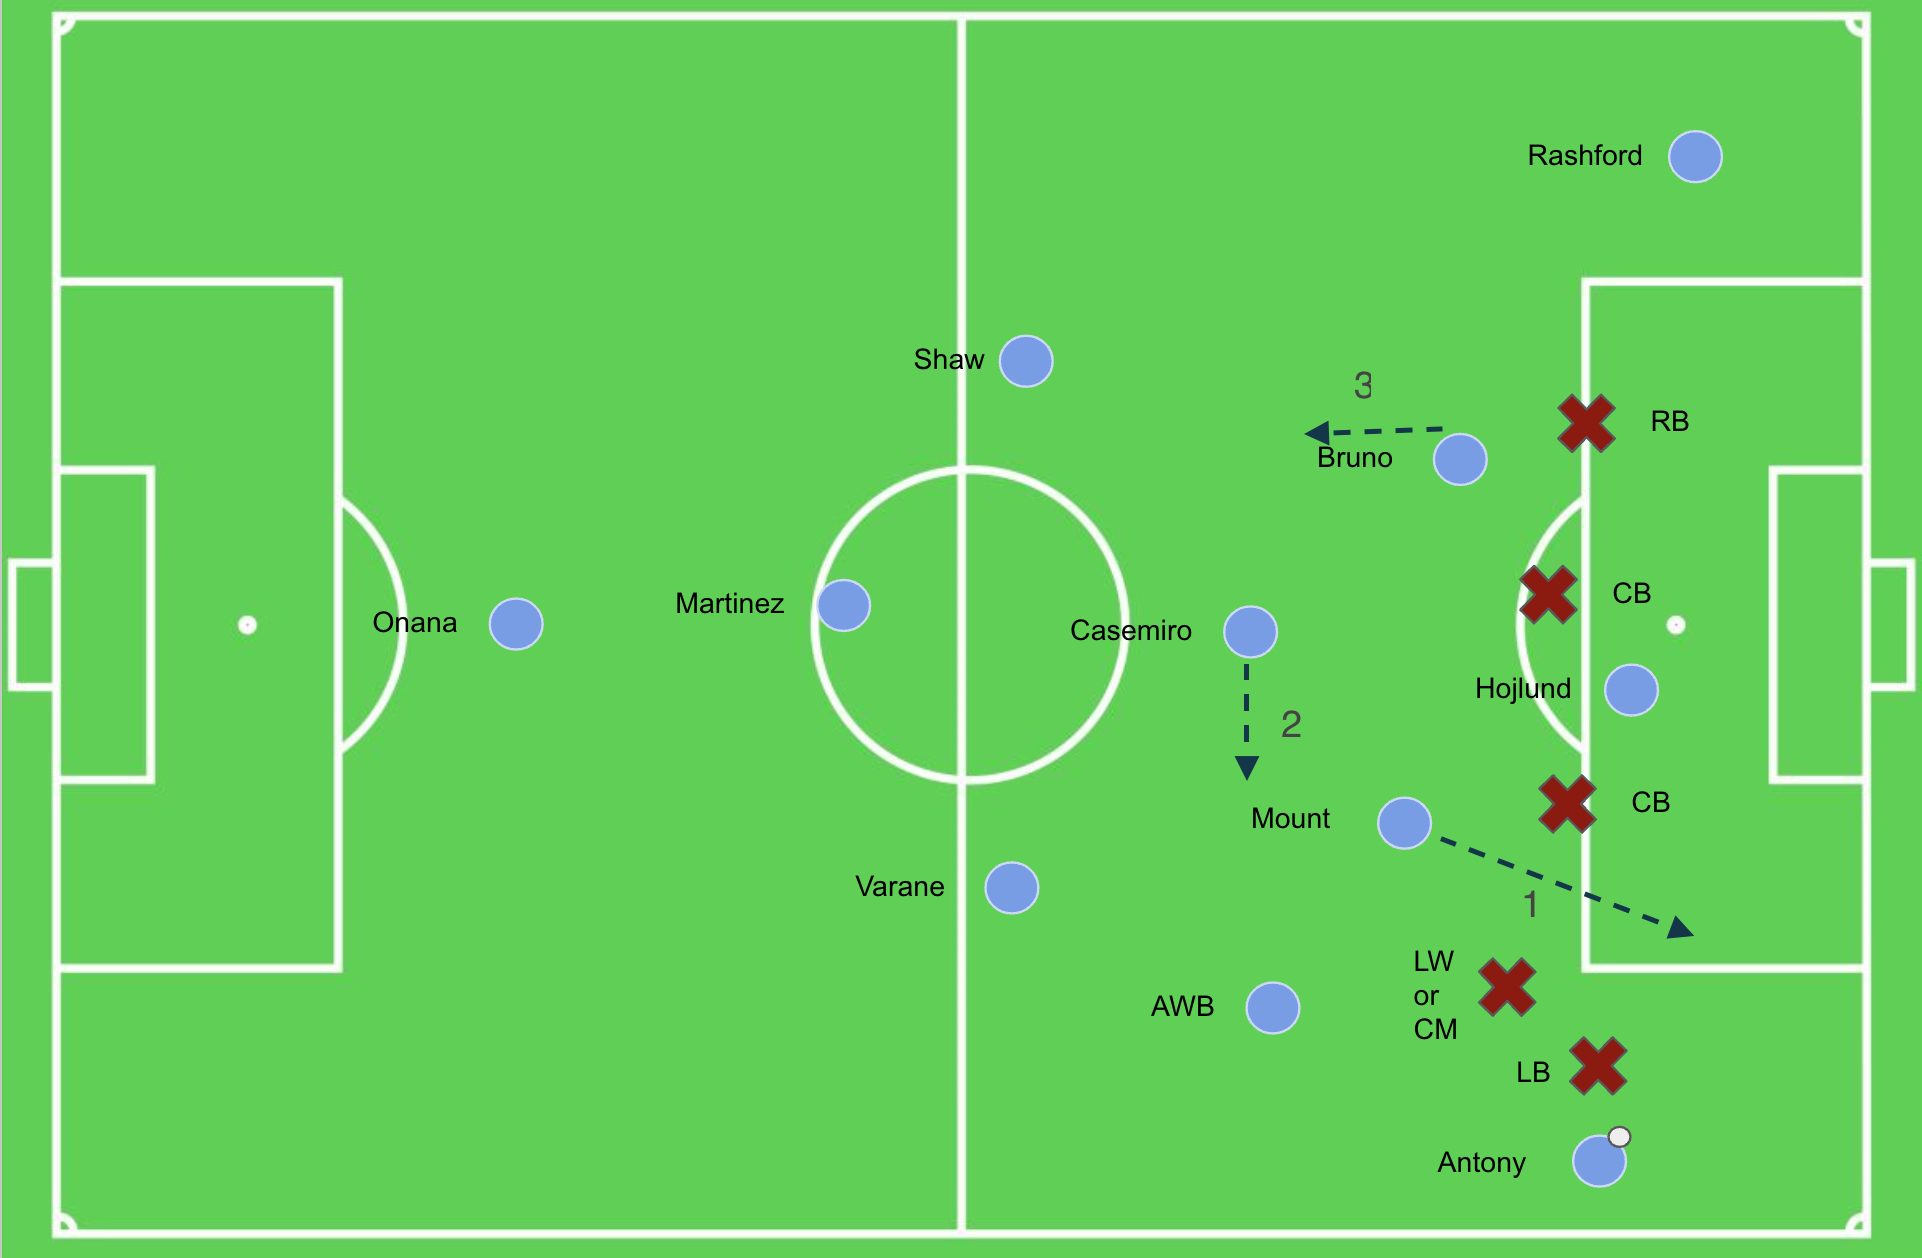 Rashford
Shaw
3
Bruno
RB
Onana
Martinez
Casemiro
CB
Hojlund
2
Mount
CB
Varane
1
AWB
LW
or
CM
LB
Antony